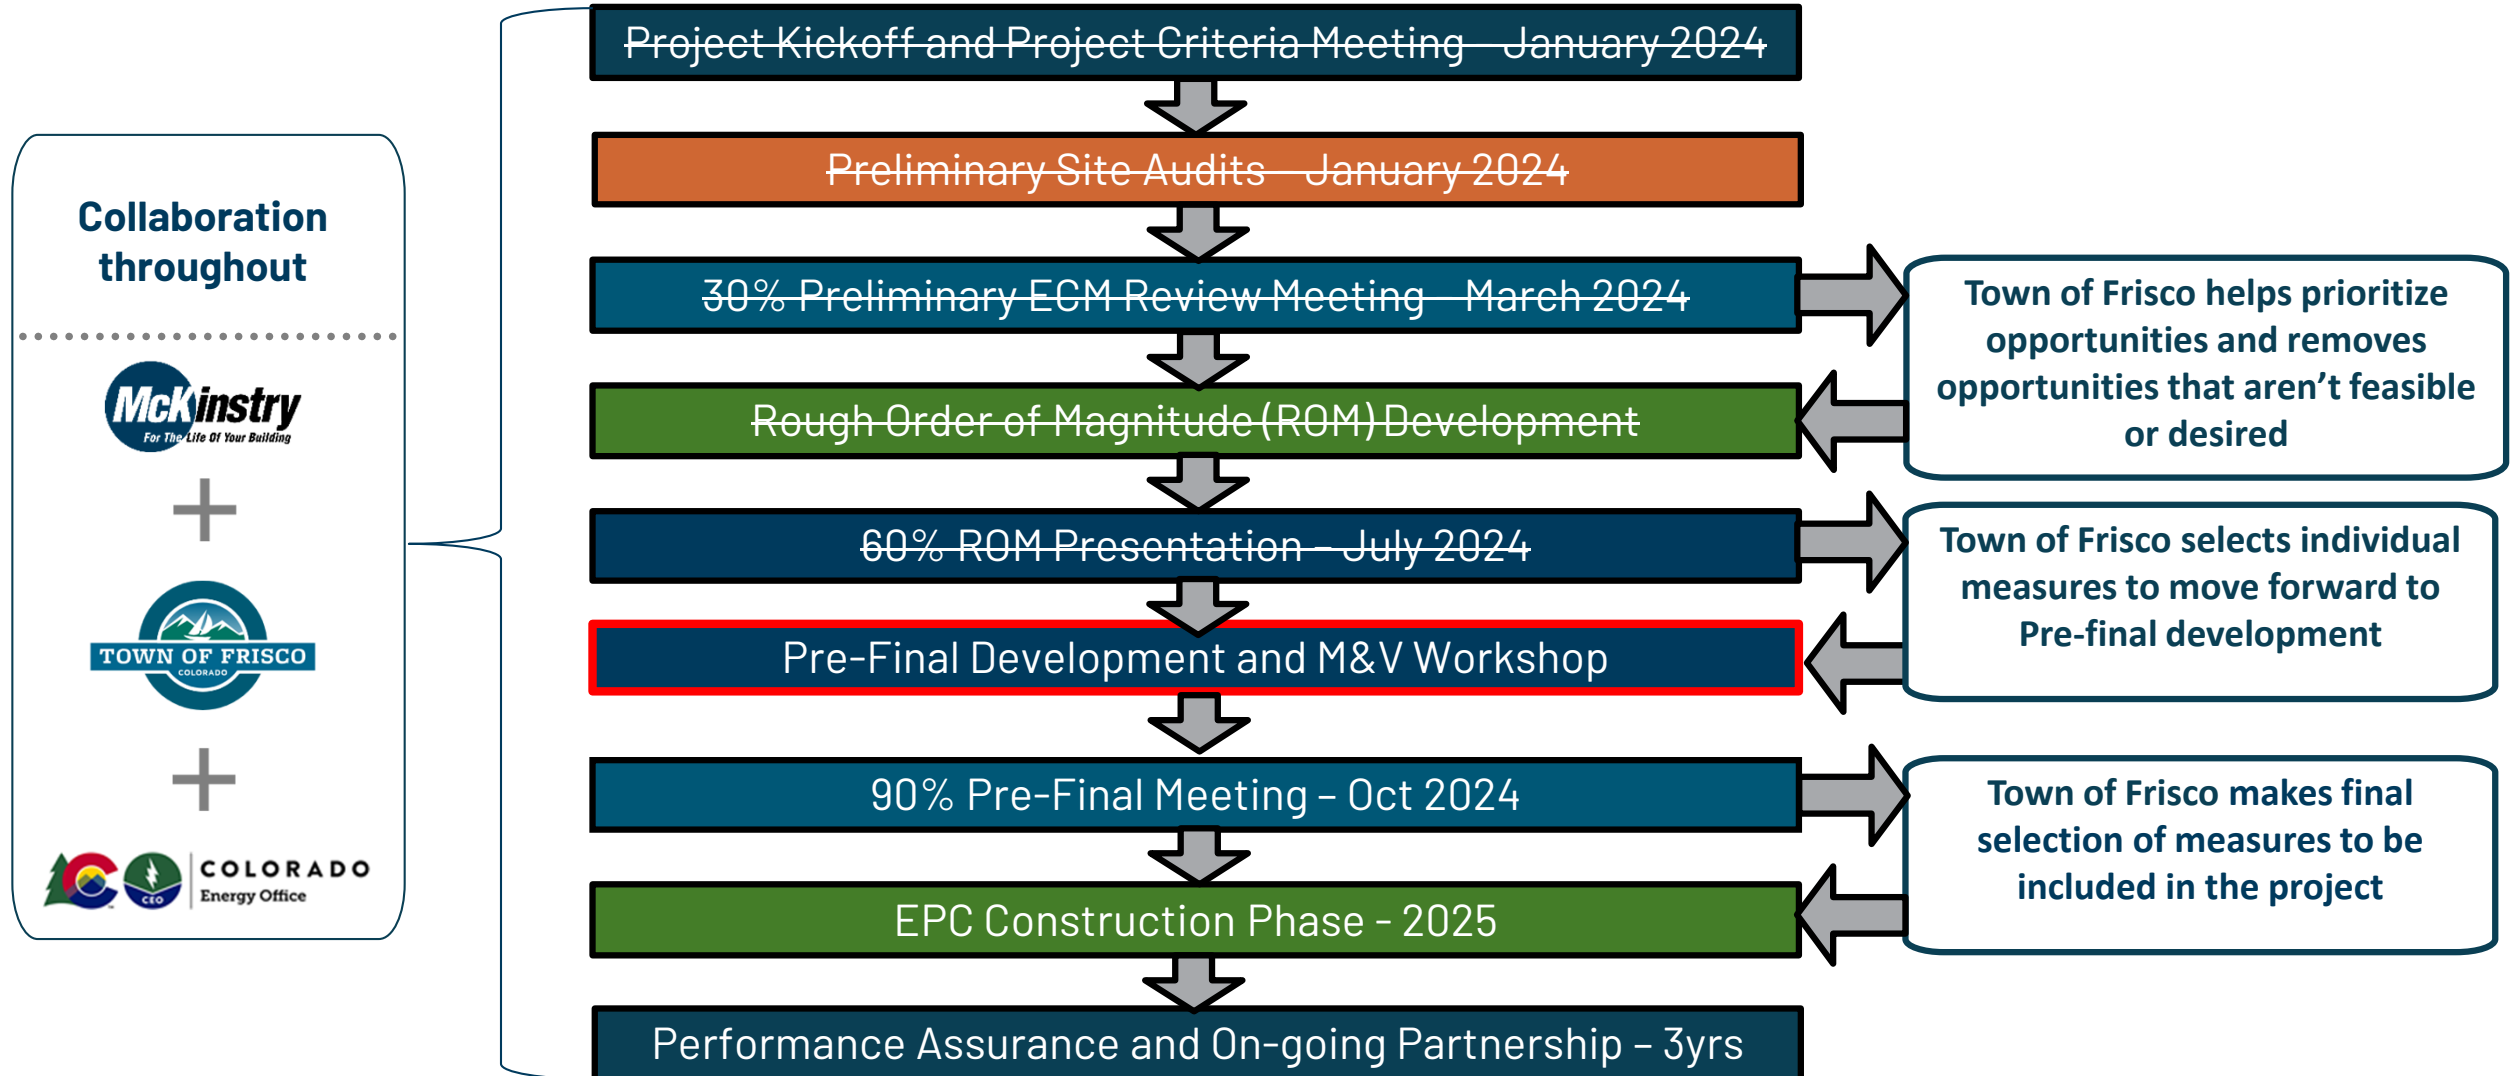 Collaboration
throughout
McKinstry
For The Life Of Your Building
TOWN OF FRISCO
COLORADO
CEO
COLORADO
Energy Office
Project Kickoff and Project Criteria Meeting – January 2024
Preliminary Site Audits – January 2024
30% Preliminary ECM Review Meeting – March 2024
Rough Order of Magnitude (ROM) Development
60% ROM Presentation – July 2024
Pre-Final Development and M&V Workshop
90% Pre-Final Meeting – Oct 2024
EPC Construction Phase - 2025
Performance Assurance and On-going Partnership – 3yrs
Town of Frisco helps prioritize
opportunities and removes
opportunities that aren’t feasible
or desired
Town of Frisco selects individual
measures to move forward to
Pre-final development
Town of Frisco makes final
selection of measures to be
included in the project